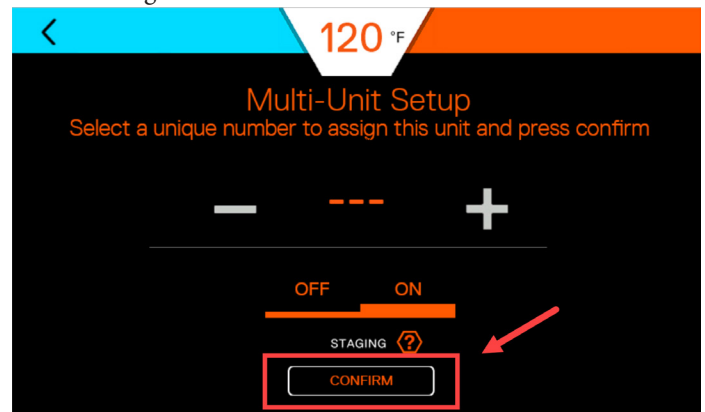 120 °F
Multi-Unit Setup
Select a unique number to assign this unit and press confirm
− --- +
OFF ON
STAGING ?
CONFIRM